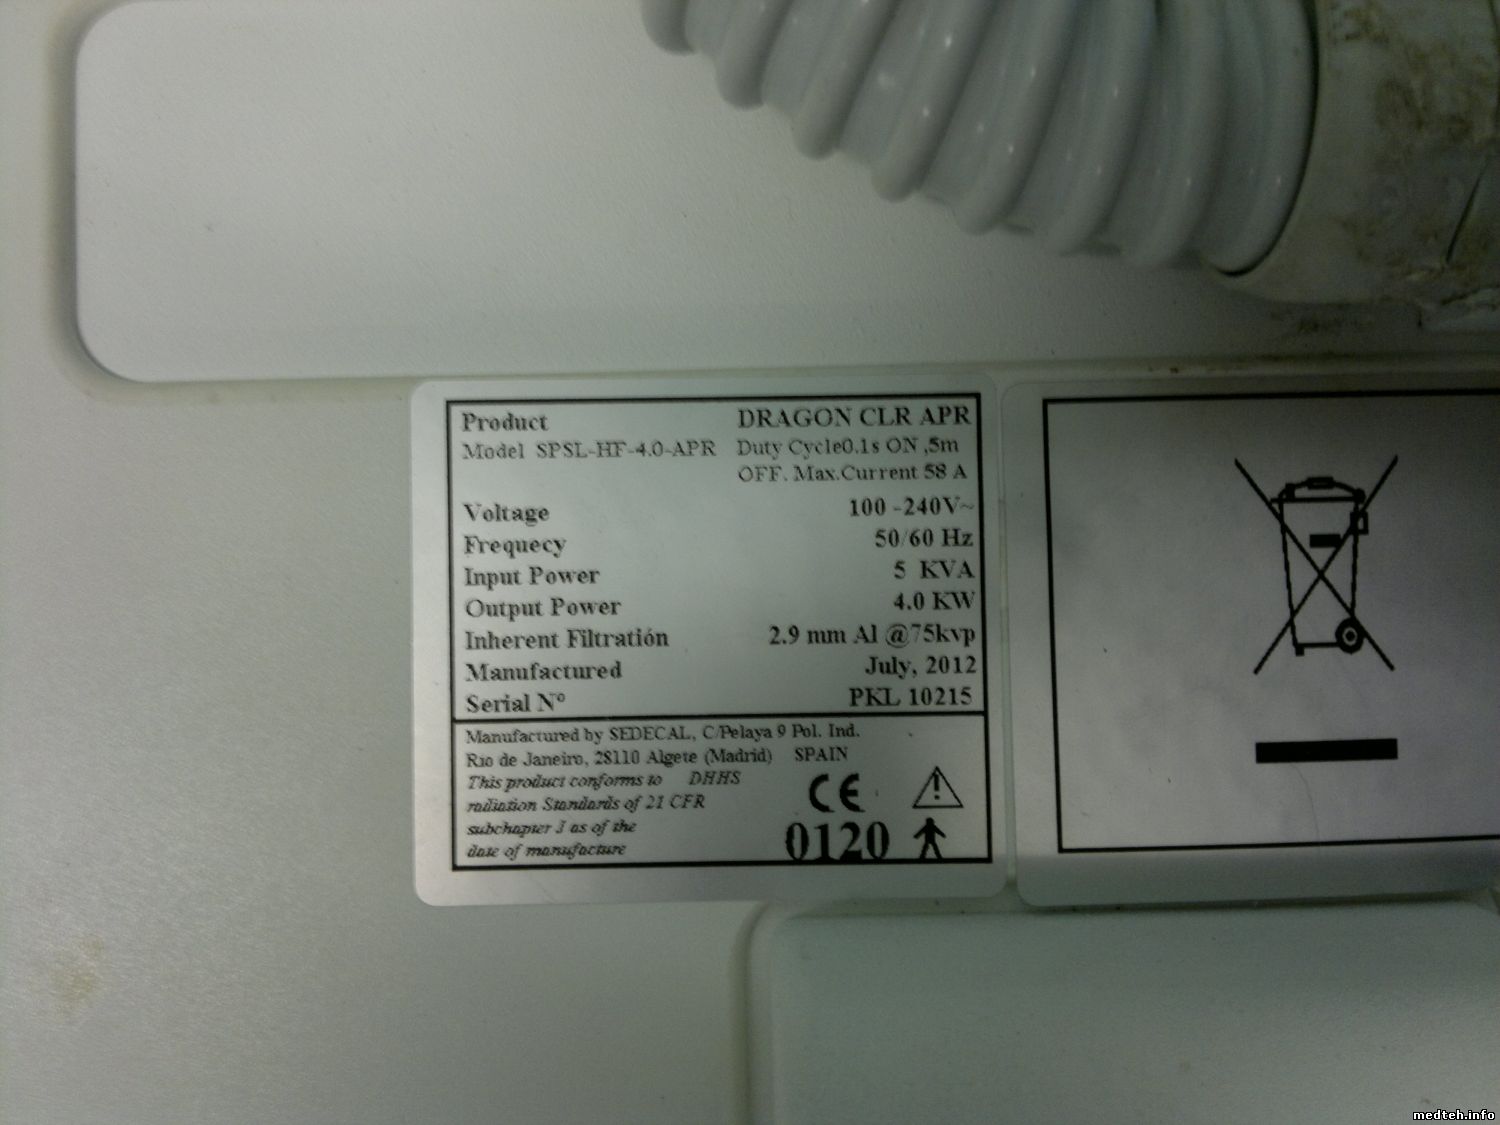 Product DRAGON CLR APR
Model SPSL-HF-4.0-APR Duty Cycle0.1s ON ,5m
OFF. Max.Current 58 A
Voltage 100 -240V~
Frequecy 50/60 Hz
Input Power 5 KVA
Output Power 4.0 KW
Inherent Filtratión 2.9 mm Al @75kvp
Manufactured July, 2012
Serial Nº PKL 10215
Manufactured by SEDECAL, C/Pelaya 9 Pol. Ind.
Rio de Janeiro, 28110 Algete (Madrid) SPAIN
This product conforms to DHHS
radiation Standards of 21 CFR
subchapter J as of the
date of manufacture
CE
0120
medteh.info